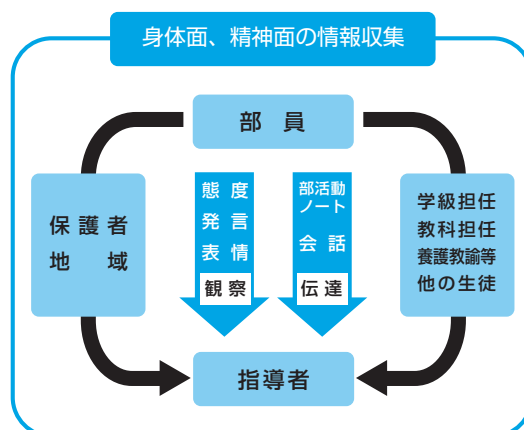 身体面、精神面の情報収集
部員
保護者
地域
態度
発言
表情
観察
部活動
ノート
会話
伝達
学級担任
教科担任
養護教諭等
他の生徒
指導者